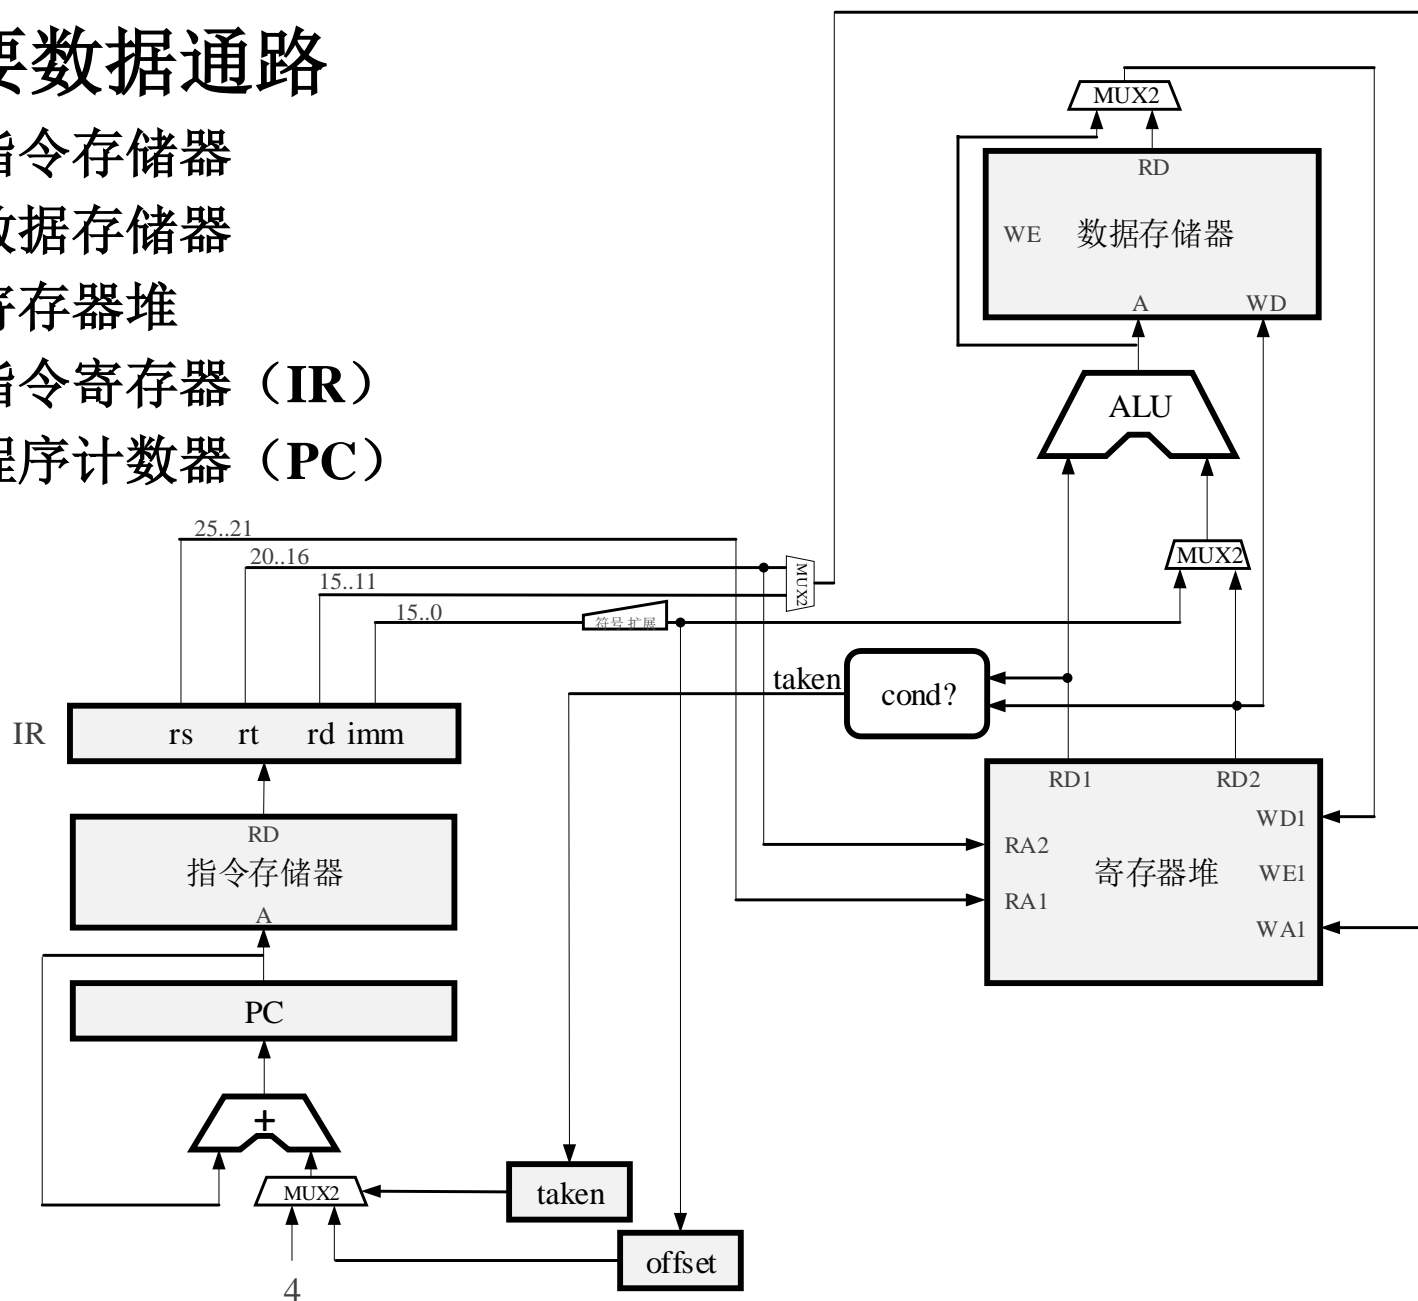 要数据通路
指令存储器
数据存储器
寄存器堆
指令寄存器（IR）
程序计数器（PC）
MUX2
RD
WE 数据存储器
A WD
ALU
MUX2
25..21
20..16
15..11
15..0
MUX2
符号扩展
taken
cond?
IR
rs rt rd imm
RD
指令存储器
A
PC
+
MUX2
4
taken
offset
RD1 RD2
WD1
RA2
寄存器堆 WE1
RA1
WA1